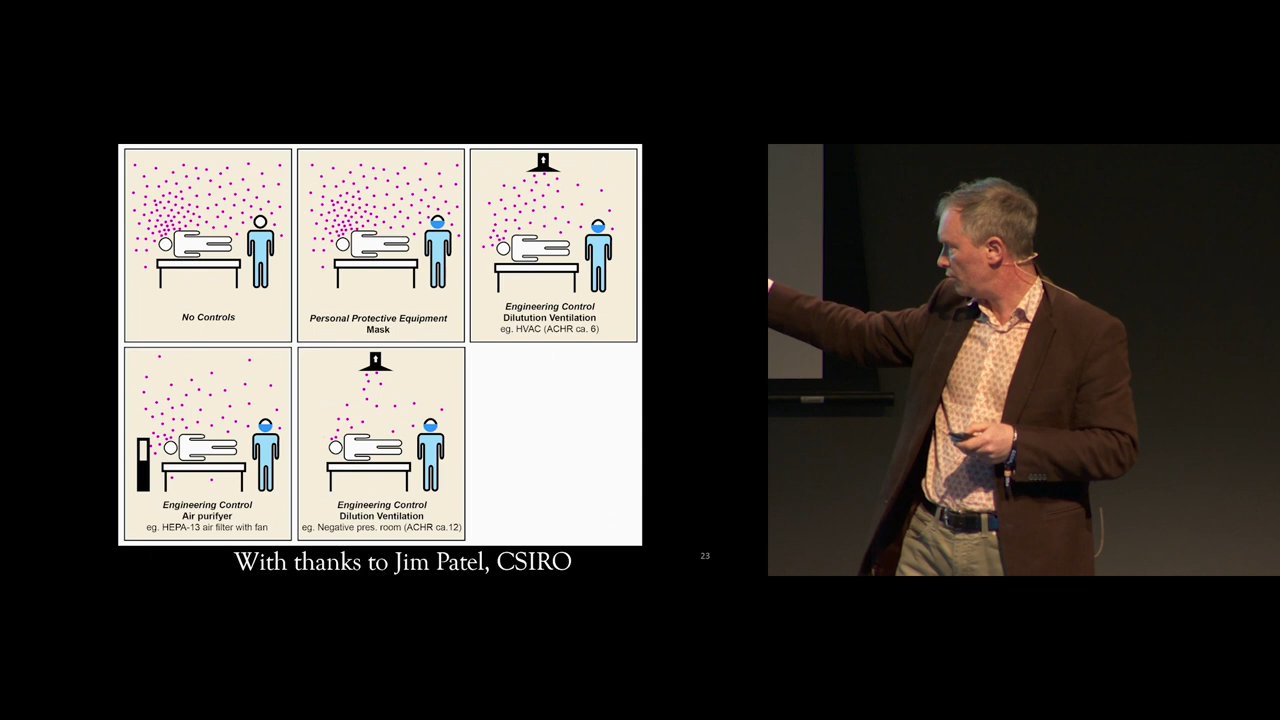 No Controls
Personal Protective Equipment
Mask
Engineering Control
Dilutution Ventilation
eg. HVAC (ACHR ca. 6)
Engineering Control
Air purifyer
eg. HEPA-13 air filter with fan
Engineering Control
Dilution Ventilation
eg. Negative pres. room (ACHR ca.12)
With thanks to Jim Patel, CSIRO
23